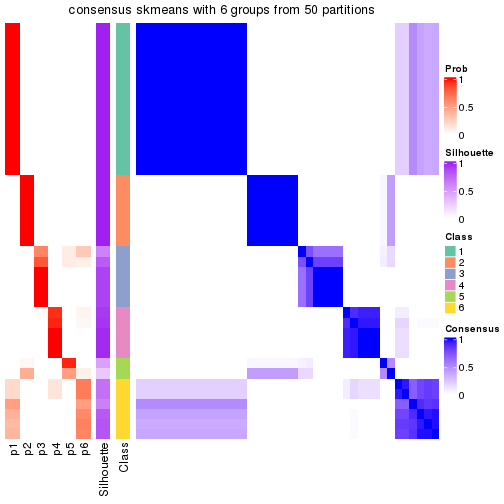 consensus skmeans with 6 groups from 50 partitions
Prob
1
0.5
0
Silhouette
1
0.5
0
Class
1
2
3
4
5
6
Consensus
1
0.5
0
p1
p2
p3
p4
p5
p6
Silhouette
Class